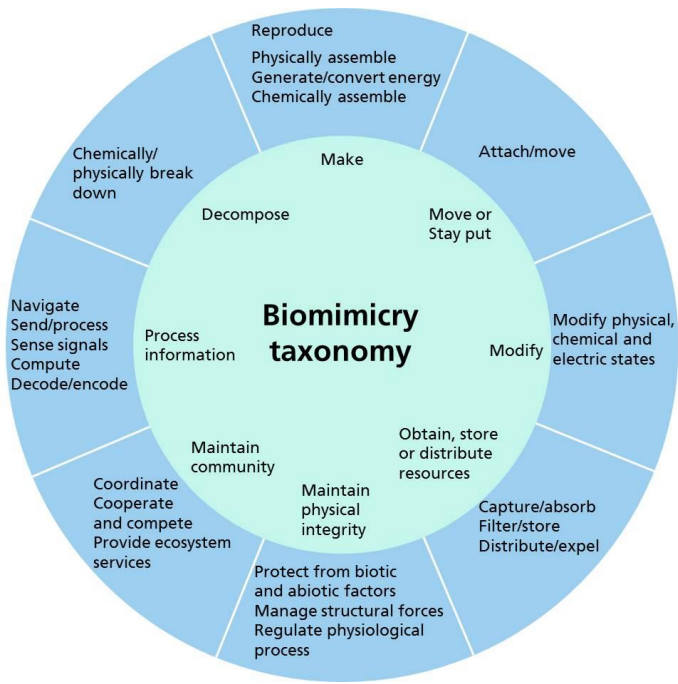 Reproduce
Physically assemble
Generate/convert energy
Chemically assemble
Make
Attach/move
Move or
Stay put
Modify physical,
chemical and
electric states
Modify
Capture/absorb
Filter/store
Distribute/expel
Obtain, store
or distribute
resources
Protect from biotic
and abiotic factors
Manage structural forces
Regulate physiological
process
Maintain
physical
integrity
Coordinate
Cooperate
and compete
Provide ecosystem
services
Maintain
community
Navigate
Send/process
Sense signals
Compute
Decode/encode
Process
information
Chemically/
physically break
down
Decompose
Biomimicry
taxonomy